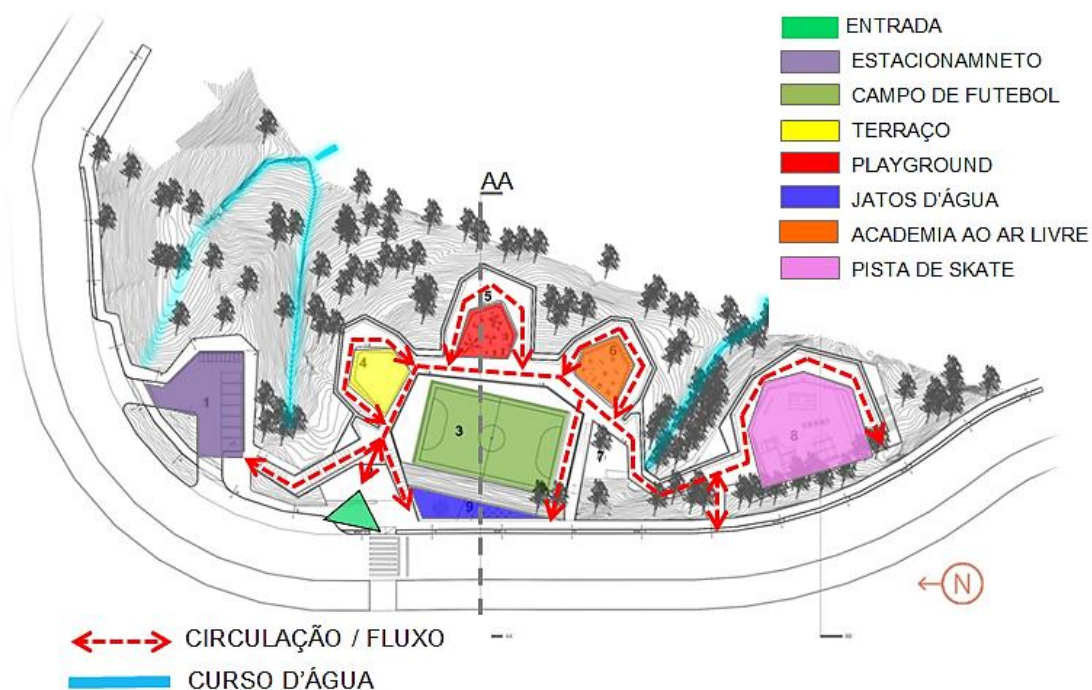 ENTRADA
ESTACIONAMNETO
CAMPO DE FUTEBOL
TERRAÇO
PLAYGROUND
JATOS D'ÁGUA
ACADEMIA AO AR LIVRE
PISTA DE SKATE
AA
5
4
6
1
3
7
8
9
N
CIRCULAÇÃO / FLUXO
CURSO D'ÁGUA